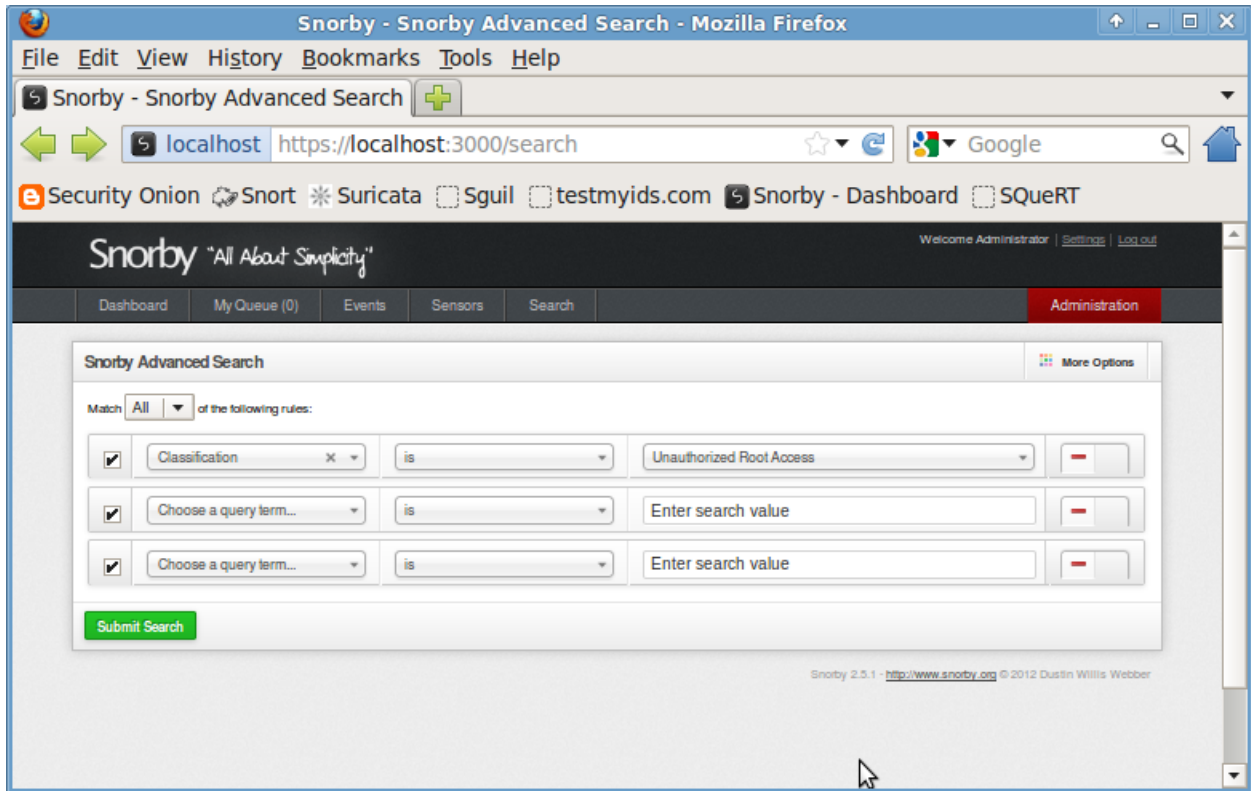 Snorby - Snorby Advanced Search - Mozilla Firefox
File Edit View History Bookmarks Tools Help
Snorby - Snorby Advanced Search
localhost https://localhost:3000/search Google
Security Onion Snort Suricata Sguil testmyids.com Snorby - Dashboard SQueRT
Snorby "All About Simplicity" Welcome Administrator | Settings | Log out
Dashboard My Queue (0) Events Sensors Search Administration
Snorby Advanced Search More Options
Match All of the following rules:
Classification is Unauthorized Root Access
Choose a query term... is Enter search value
Choose a query term... is Enter search value
Submit Search
Snorby 2.5.1 - http://www.snorby.org © 2012 Dustin Willis Webber